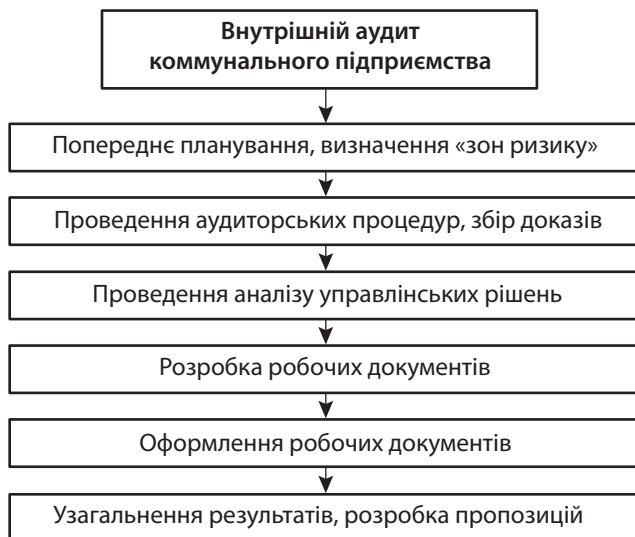 Внутрішній аудит
коммунального підприємства
Попереднє планування, визначення «зон ризику»
Проведення аудиторських процедур, збір доказів
Проведення аналізу управлінських рішень
Розробка робочих документів
Оформлення робочих документів
Узагальнення результатів, розробка пропозицій